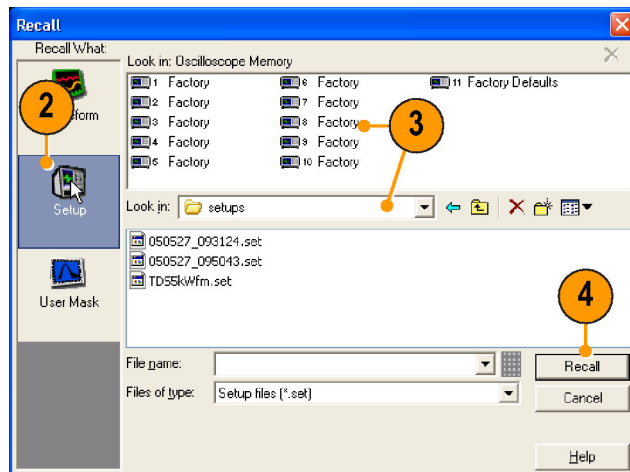 Recall
Recall What:
Look in: Oscilloscope Memory
1 Factory
2 Factory
3 Factory
4 Factory
5 Factory
6 Factory
7 Factory
8 Factory
9 Factory
10 Factory
11 Factory Defaults
2
3
Setup
User Mask
Look in:
setups
050527_093124.set
050527_095043.set
TDS5kWfm.set
4
File name:
Recall
Files of type:
Setup files (*.set)
Cancel
Help